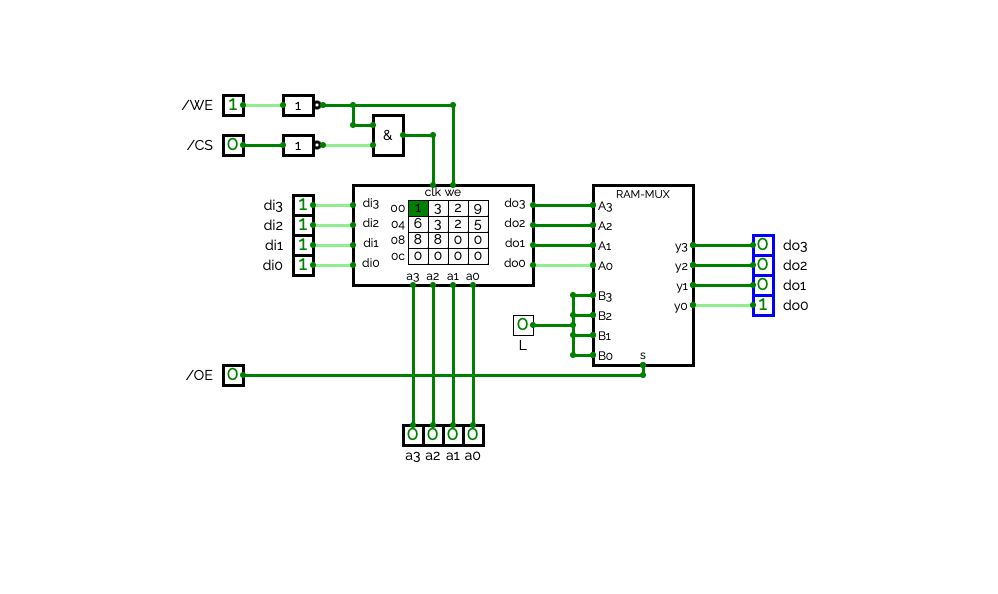 /WE 1 1
&
/CS 0 1
clk we
RAM-MUX
di3 1 di3 00 1 3 2 9 do3 A3
di2 1 di2 04 6 3 2 5 do2 A2
di1 1 di1 08 8 8 0 0 do1 A1 y3 0 do3
di0 1 di0 0c 0 0 0 0 do0 A0 y2 0 do2
a3 a2 a1 a0
y1 0 do1
B3
y0 1 do0
B2
0
B1
L
B0 s
/OE 0
0 0 0 0
a3 a2 a1 a0